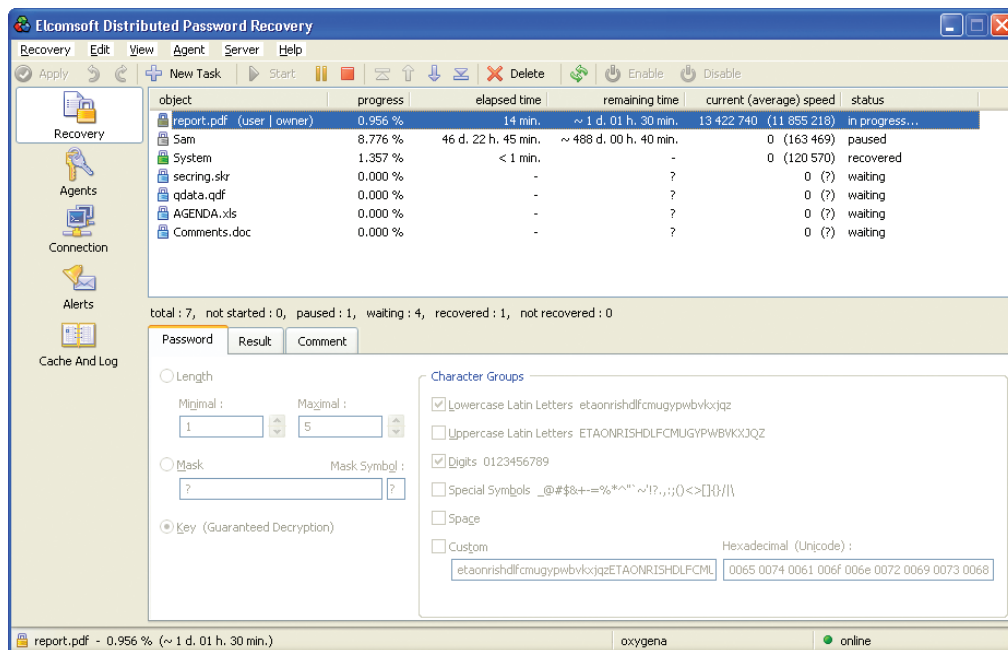 Elcomsoft Distributed Password Recovery
Recovery Edit View Agent Server Help
Apply New Task Start Delete Enable Disable
Recovery
Agents
Connection
Alerts
Cache And Log
object progress elapsed time remaining time current (average) speed status
report.pdf (user | owner) 0.956 % 14 min. ~ 1 d. 01 h. 30 min. 13 422 740 (11 855 218) in progress...
Sam 8.776 % 46 d. 22 h. 45 min. ~ 488 d. 00 h. 40 min. 0 (163 469) paused
System 1.357 % < 1 min. - 0 (120 570) recovered
secring.skr 0.000 % - ? 0 (?) waiting
qdata.qdf 0.000 % - ? 0 (?) waiting
AGENDA.xls 0.000 % - ? 0 (?) waiting
Comments.doc 0.000 % - ? 0 (?) waiting
total : 7, not started : 0, paused : 1, waiting : 4, recovered : 1, not recovered : 0
Password Result Comment
Length
Minimal : Maximal :
1 5
Mask Mask Symbol :
? ?
Key (Guaranteed Decryption)
Character Groups
Lowercase Latin Letters etaonrishdlfcmugypwbvkxjqz
Uppercase Latin Letters ETAONRISHDLFCMUGYPWBVKXJQZ
Digits 0123456789
Special Symbols _@#$&+-=%*^"`~'!?.,:;()<>[]{}/|\
Space
Custom Hexadecimal (Unicode) :
etaonrishdlfcmugypwbvkxjqzETAONRISHDLFCMU 0065 0074 0061 006f 006e 0072 0069 0073 0068
report.pdf - 0.956 % (~ 1 d. 01 h. 30 min.) oxygena online